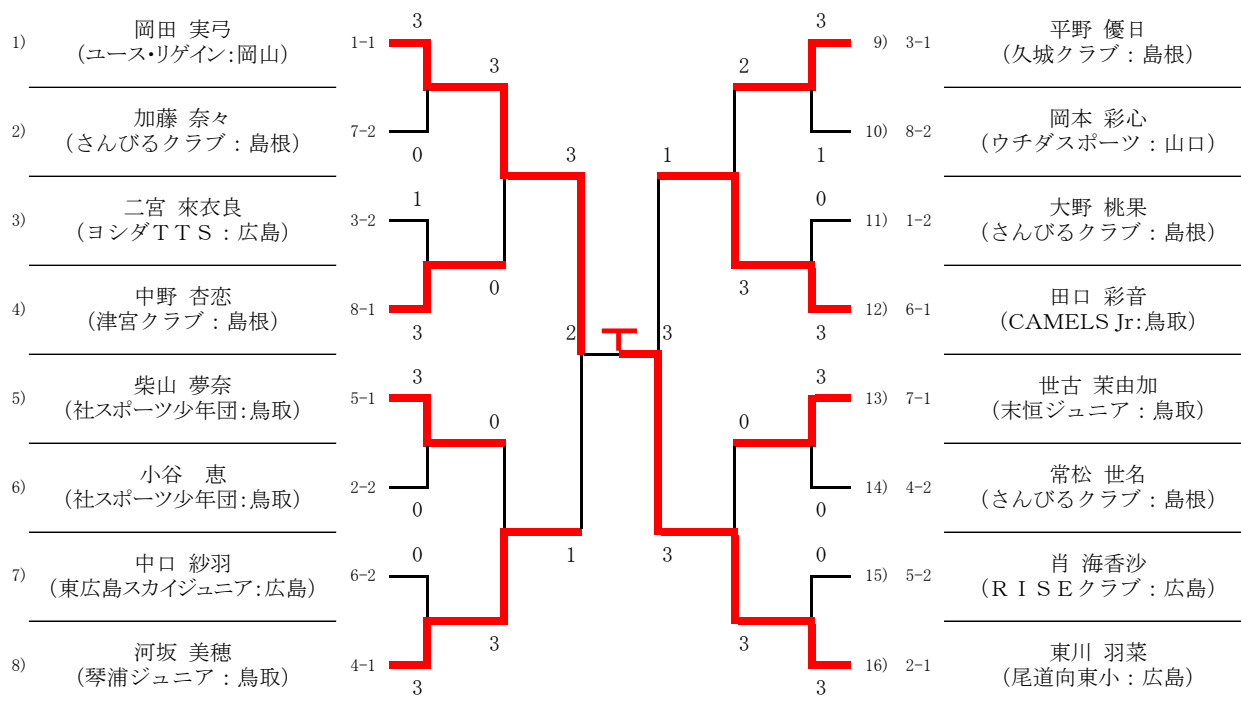 1) 岡田 実弓 1-1
(ユース・リゲイン:岡山)
2) 加藤 奈々 7-2
(さんびるクラブ:島根)
3) 二宮 來衣良 3-2
(ヨシダTTS:広島)
4) 中野 杏恋 8-1
(津宮クラブ:島根)
5) 柴山 夢奈 5-1
(社スポーツ少年団:鳥取)
6) 小谷 恵 2-2
(社スポーツ少年団:鳥取)
7) 中口 紗羽 6-2
(東広島スカイジュニア:広島)
8) 河坂 美穂 4-1
(琴浦ジュニア:鳥取)
3
0
1
3
3
0
0
3
3
0
0
3
3
1
2
3
1
3
2
3
0
3
3
1
0
3
3
0
0
3
9) 3-1 平野 優日
(久城クラブ:島根)
10) 8-2 岡本 彩心
(ウチダスポーツ:山口)
11) 1-2 大野 桃果
(さんびるクラブ:島根)
12) 6-1 田口 彩音
(CAMELS Jr:鳥取)
13) 7-1 世古 茉由加
(末恒ジュニア:鳥取)
14) 4-2 常松 世名
(さんびるクラブ:島根)
15) 5-2 肖 海香沙
(RISEクラブ:広島)
16) 2-1 東川 羽菜
(尾道向東小:広島)